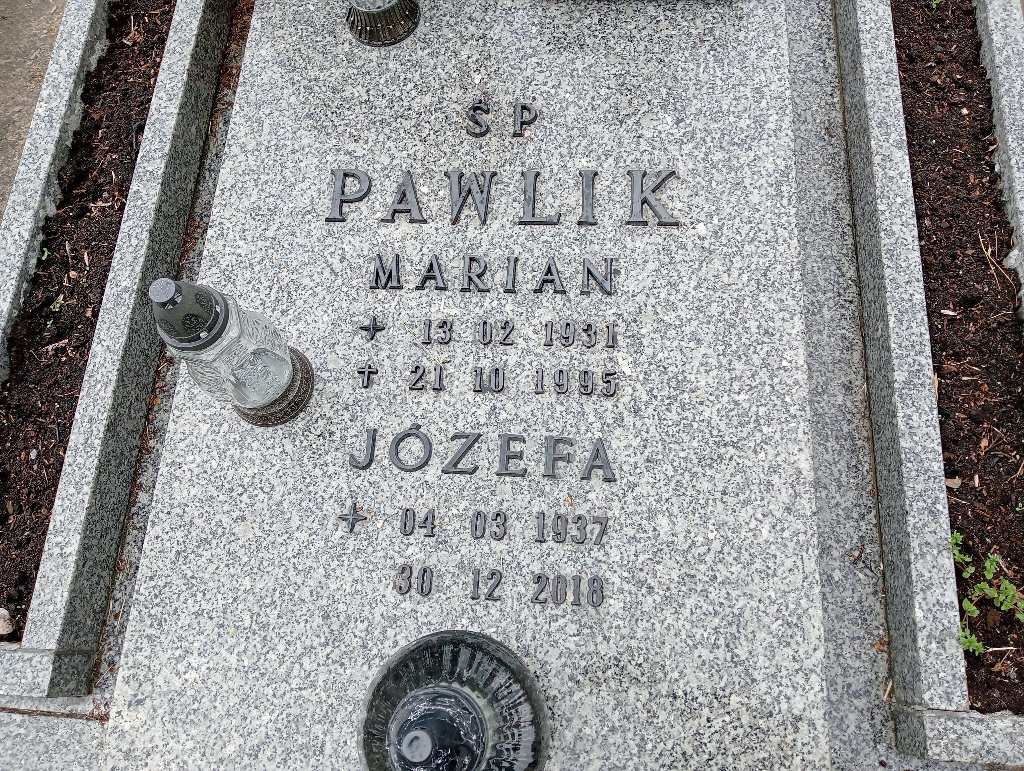 ŚP
PAWLIK
MARIAN
13 02 1931
✝ 21 10 1995
JÓZEFA
04 03 1937
30 12 2018